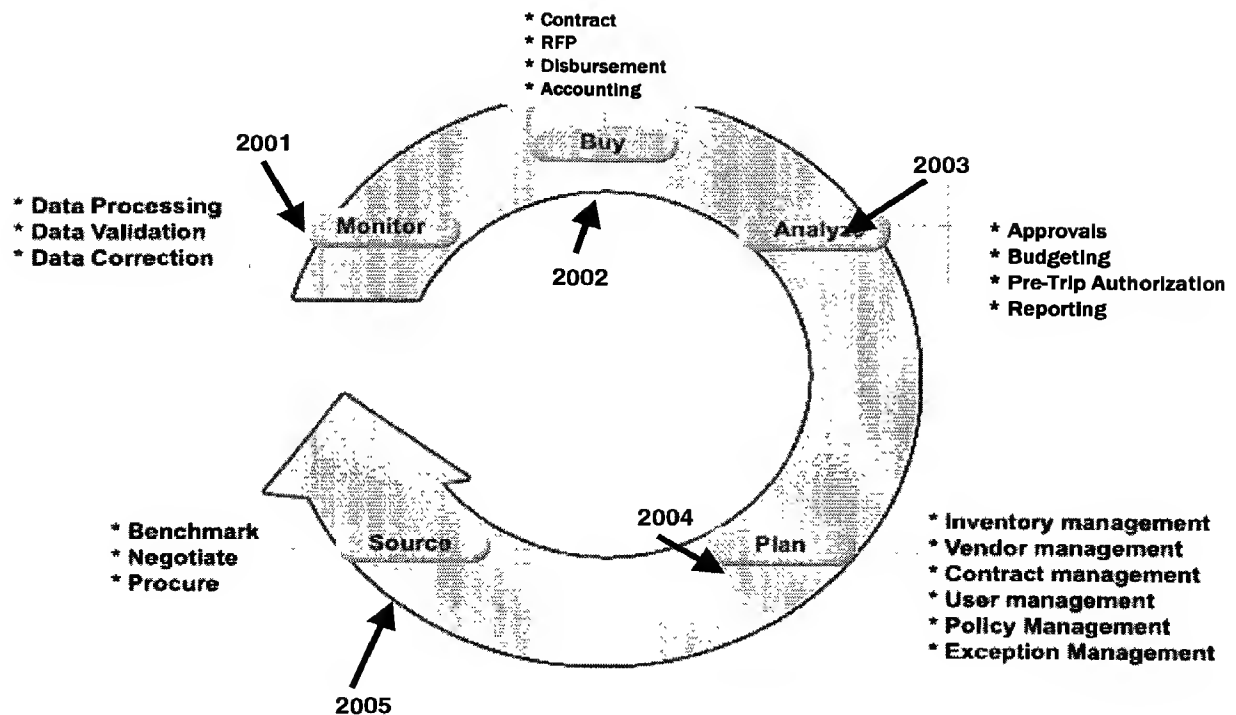 * Contract
* RFP
* Disbursement
* Accounting
Buy
2001
2003
* Data Processing
* Data Validation
* Data Correction
Monitor
Analyze
2002
* Approvals
* Budgeting
* Pre-Trip Authorization
* Reporting
* Benchmark
* Negotiate
* Procure
Source
2004
Plan
* Inventory management
* Vendor management
* Contract management
* User management
* Policy Management
* Exception Management
2005